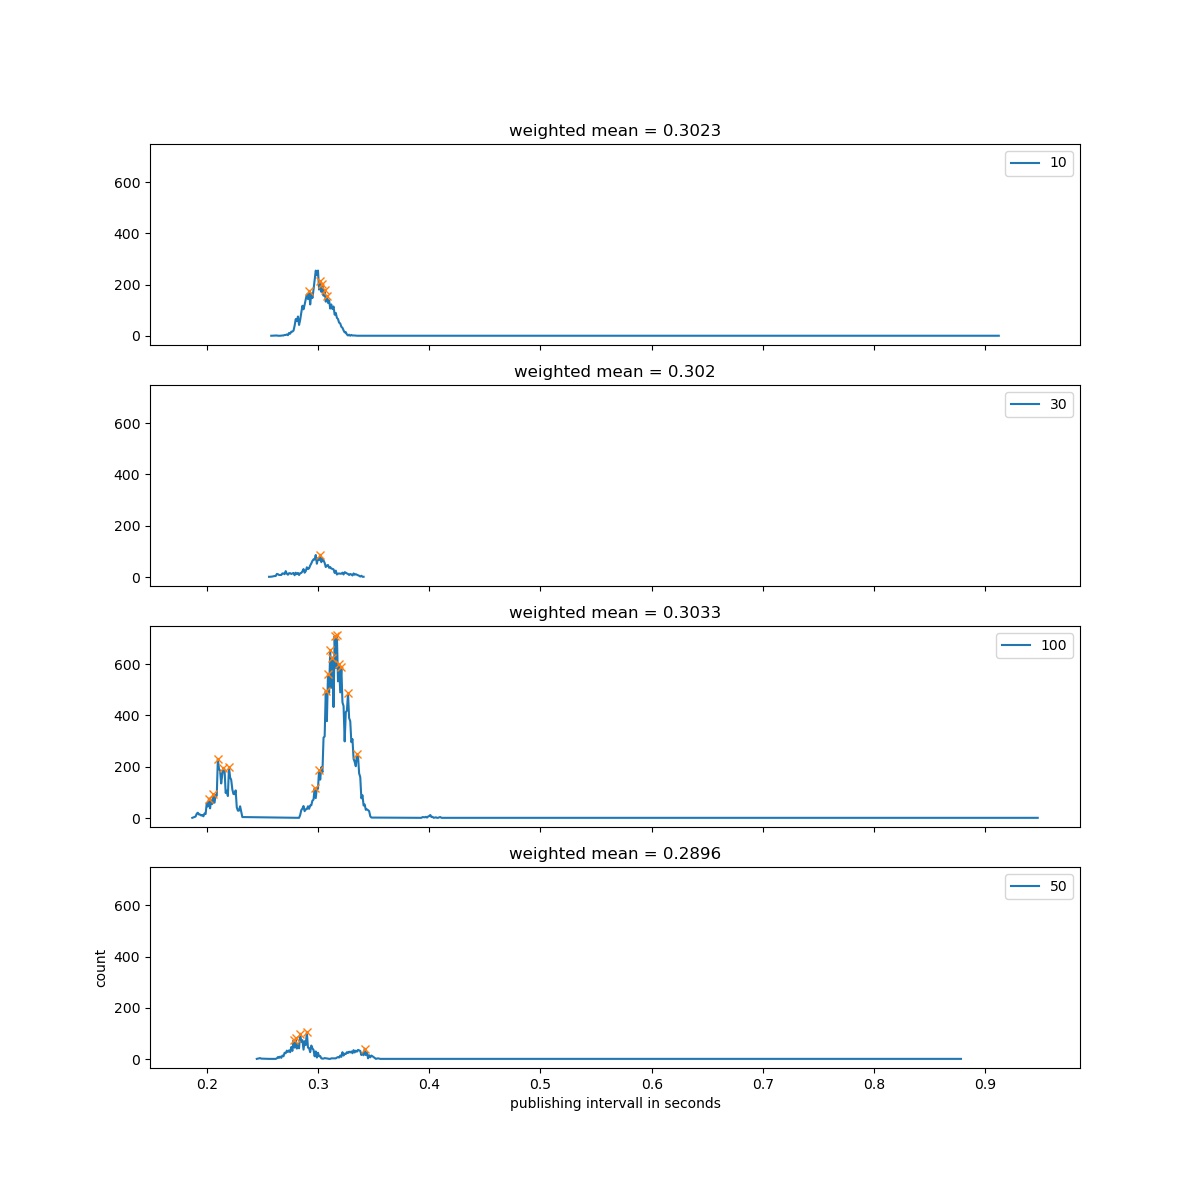 weighted mean = 0.3023
10
600
400
200
0
weighted mean = 0.302
30
600
400
200
0
weighted mean = 0.3033
100
600
400
200
0
weighted mean = 0.2896
50
600
400
200
0
count
0.2 0.3 0.4 0.5 0.6 0.7 0.8 0.9
publishing intervall in seconds